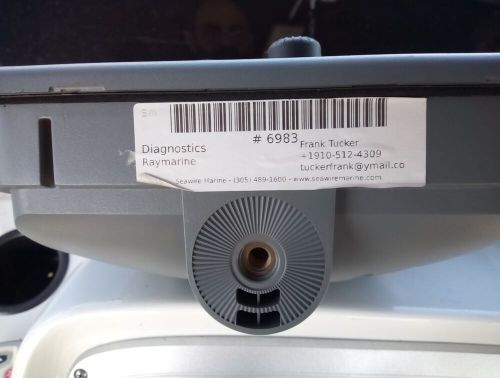 # 6983
Diagnostics
Raymarine
Frank Tucker
+1910-512-4309
tuckerfrank@ymail.co
Seawire Marine - (305) 489-1600 - www.seawiremarine.com